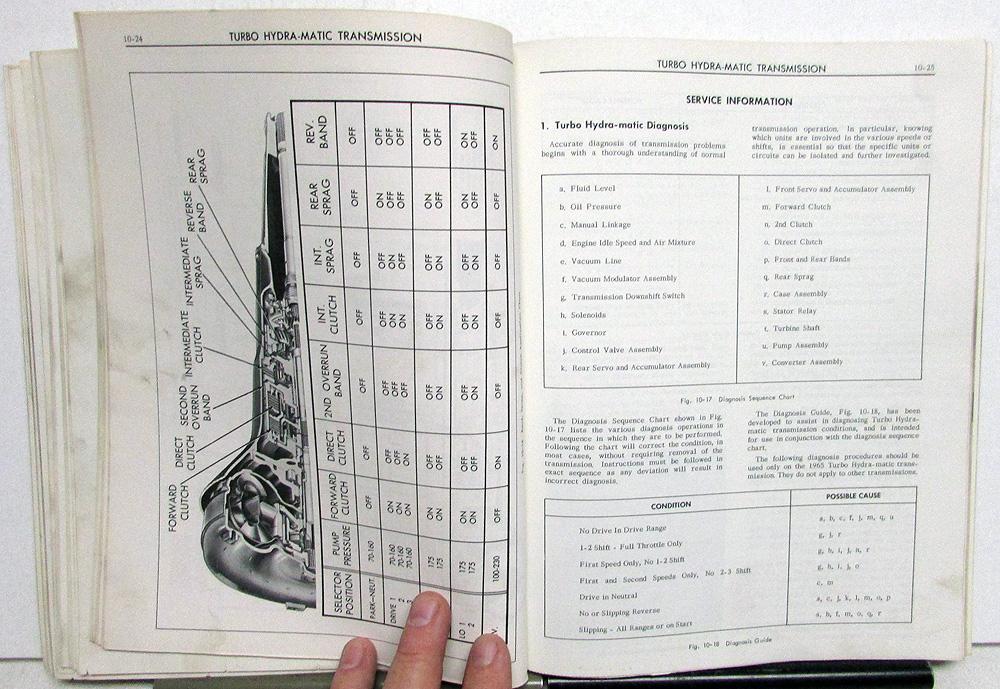 10-24
TURBO HYDRA-MATIC TRANSMISSION
FORWARD
CLUTCH
DIRECT
CLUTCH
SECOND
OVERRUN
BAND
INTERMEDIATE
CLUTCH
INTERMEDIATE
SPRAG
REVERSE
BAND
REAR
SPRAG
SELECTOR POSITION PUMP PRESSURE FORWARD CLUTCH DIRECT CLUTCH 2ND OVERRUN BAND INT. CLUTCH INT. SPRAG REAR SPRAG REV. BAND
PARK—NEUT. 70-160 OFF OFF OFF OFF OFF OFF OFF
DRIVE 1 70-160 ON OFF OFF OFF OFF ON OFF
2 70-160 ON OFF OFF ON ON OFF OFF
3 70-160 ON ON OFF ON OFF OFF OFF
175 ON OFF OFF OFF OFF ON OFF
175 ON OFF ON ON ON OFF OFF
LO 1 175 ON OFF OFF OFF OFF ON ON
2 175 ON OFF ON ON ON OFF OFF
V. 100-230 OFF ON OFF OFF OFF OFF ON
TURBO HYDRA-MATIC TRANSMISSION
10-25
SERVICE INFORMATION
1. Turbo Hydra-matic Diagnosis
Accurate diagnosis of transmission problems
begins with a thorough understanding of normal
transmission operation. In particular, knowing
which units are involved in the various speeds or
shifts, is essential so that the specific units or
circuits can be isolated and further investigated.
a. Fluid Level
b. Oil Pressure
c. Manual Linkage
d. Engine Idle Speed and Air Mixture
e. Vacuum Line
f. Vacuum Modulator Assembly
g. Transmission Downshift Switch
h. Solenoids
i. Governor
j. Control Valve Assembly
k. Rear Servo and Accumulator Assembly
l. Front Servo and Accumulator Assembly
m. Forward Clutch
n. 2nd Clutch
o. Direct Clutch
p. Front and Rear Bands
q. Rear Sprag
r. Case Assembly
s. Stator Relay
t. Turbine Shaft
u. Pump Assembly
v. Converter Assembly
Fig. 10-17 Diagnosis Sequence Chart
The Diagnosis Sequence Chart shown in Fig.
10-17 lists the various diagnosis operations in
the sequence in which they are to be performed.
Following the chart will correct the condition, in
most cases, without requiring removal of the
transmission. Instructions must be followed in
exact sequence as any deviation will result in
incorrect diagnosis.
The Diagnosis Guide, Fig. 10-18, has been
developed to assist in diagnosing Turbo Hydra-
matic transmission conditions, and is intended
for use in conjunction with the diagnosis sequence
chart.
The following diagnosis procedures should be
used only on the 1965 Turbo Hydra-matic trans-
mission. They do not apply to other transmissions.
CONDITION POSSIBLE CAUSE
No Drive In Drive Range a, b, c, f, j, m, q, u
1-2 Shift - Full Throttle Only g, j, r
First Speed Only, No 1-2 Shift g, h, i, j, n, r
First and Second Speeds Only, No 2-3 Shift g, h, i, j, o
Drive in Neutral c, m
No or Slipping Reverse a, c, j, k, l, m, o, p
Slipping - All Ranges or on Start a, b, f, m, o, q, r
Fig. 10-18 Diagnosis Guide